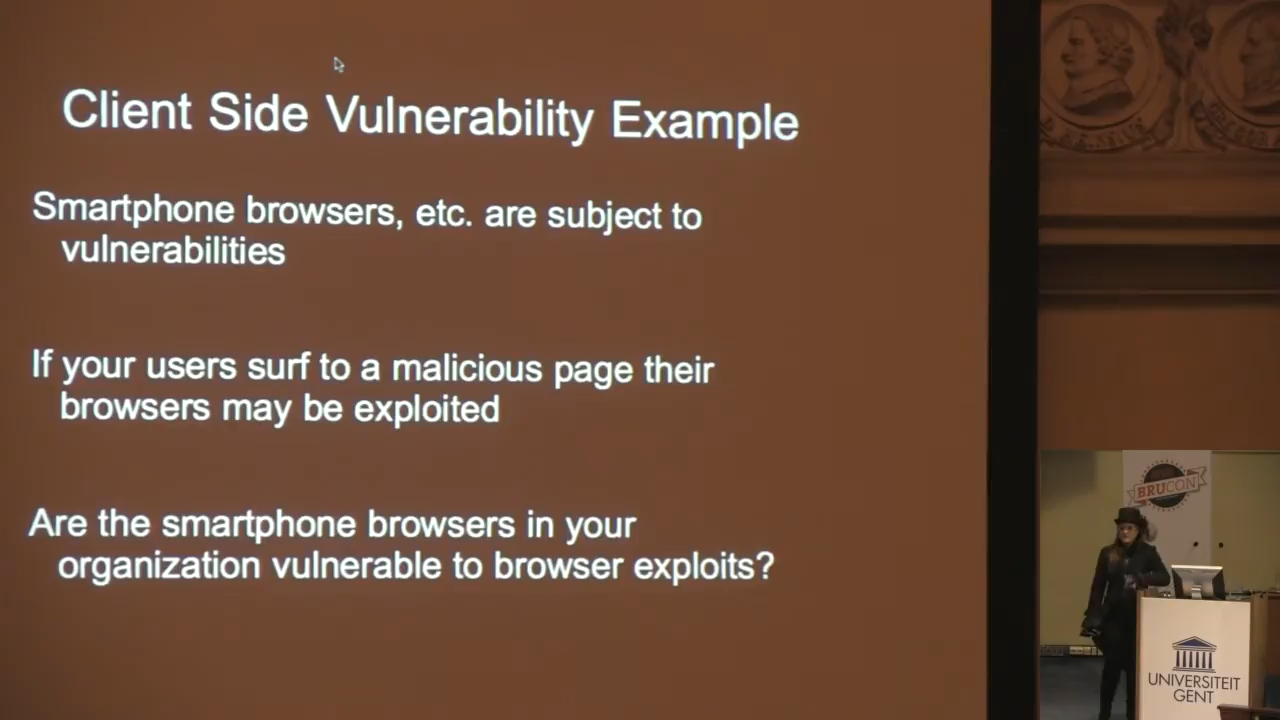 Client Side Vulnerability Example
Smartphone browsers, etc. are subject to
vulnerabilities
If your users surf to a malicious page their
browsers may be exploited
Are the smartphone browsers in your
organization vulnerable to browser exploits?
BRUCON
UNIVERSITEIT
GENT